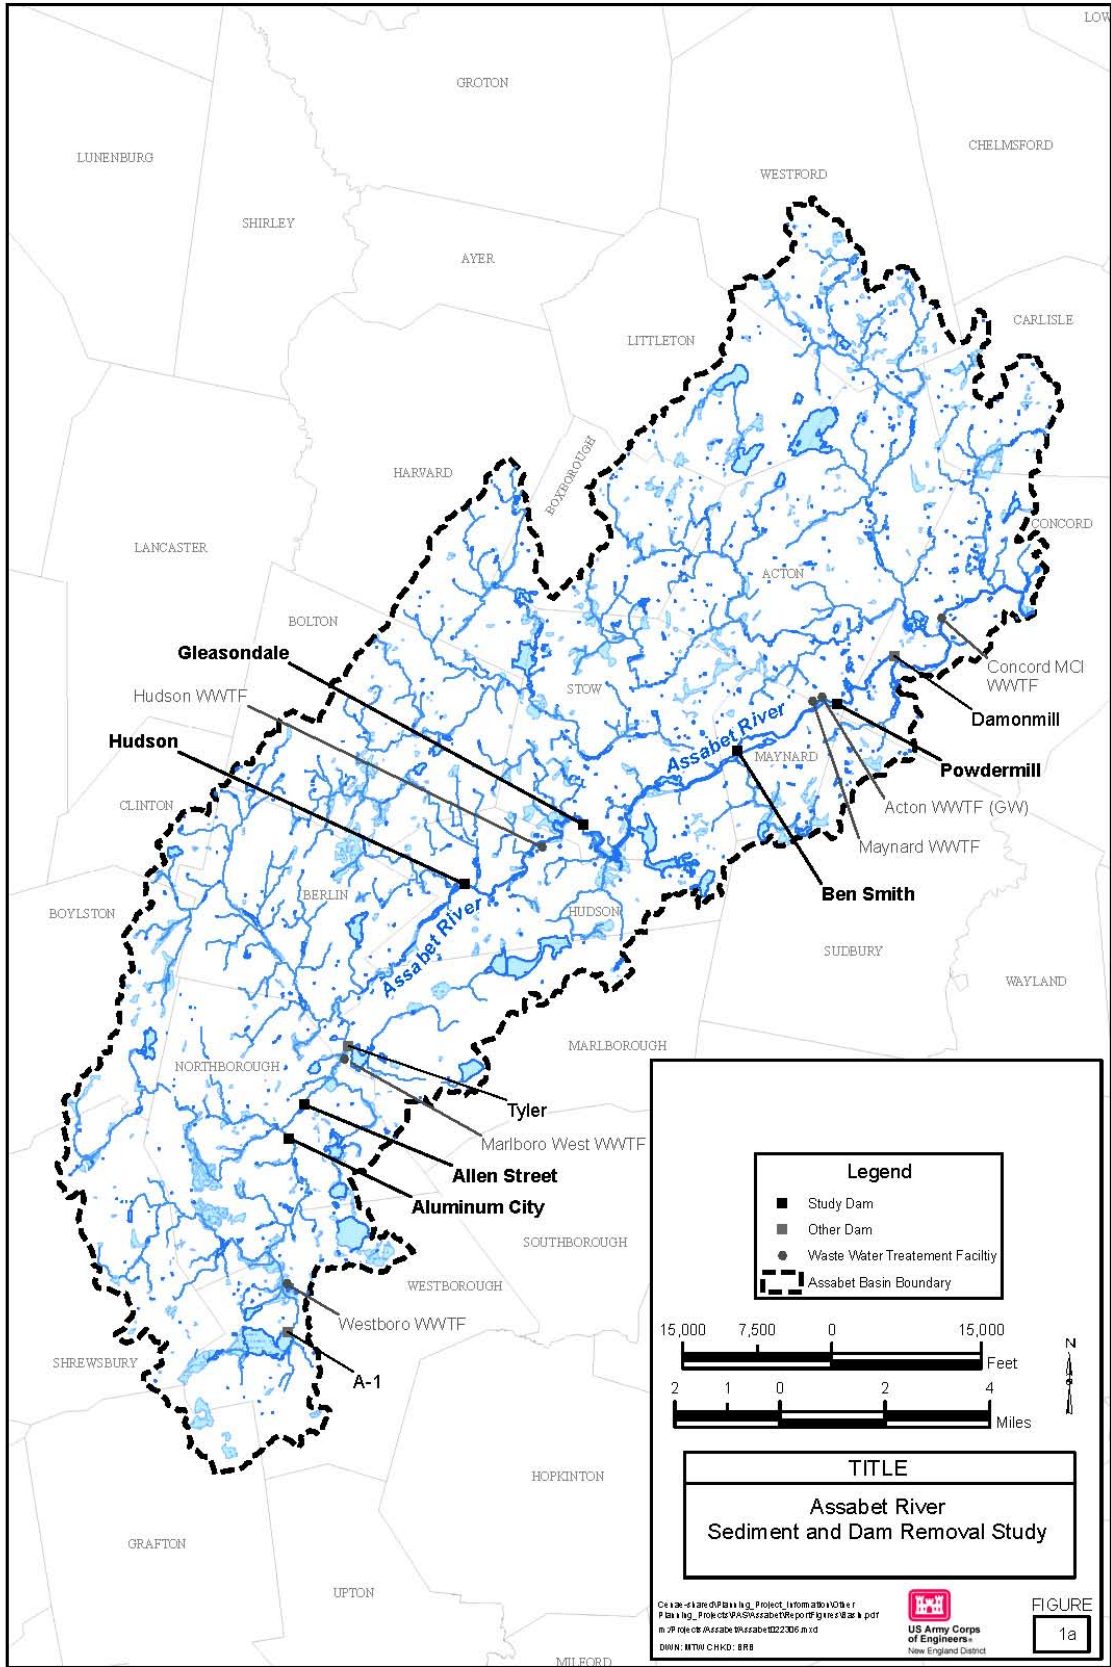 LOW
GROTON
CHELMSFORD
LUNENBURG
WESTFORD
SHIRLEY
AYER
CARLISLE
LITTLETON
HARVARD
BOXBOROUGH
CONCORD
LANCASTER
ACTON
BOLTON
Gleasondale
Concord MCI
WWTF
Hudson WWTF
STOW
Damonmill
Assabet River
Hudson
MAYNARD
Powdermill
CLINTON
Acton WWTF (GW)
Maynard WWTF
BERLIN
Ben Smith
BOYLSTON
HUDSON
SUDBURY
Assabet River
WAYLAND
MARLBOROUGH
NORTHBOROUGH
Tyler
Marlboro West WWTF
Allen Street
Aluminum City
SOUTHBOROUGH
WESTBOROUGH
Westboro WWTF
SHREWSBURY
A-1
HOPKINTON
GRAFTON
UPTON
MILFORD
Legend
Study Dam
Other Dam
Waste Water Treatement Faciltiy
Assabet Basin Boundary
15,000 7,500 0 15,000
Feet
N
2 1 0 2 4
Miles
TITLE
Assabet River
Sediment and Dam Removal Study
US Army Corps
of Engineers®
New England District
FIGURE
1a
DWN: MTW CHKD: BRB